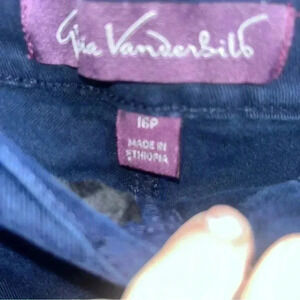 Gloria Vanderbilt
16P
MADE IN
ETHIOPIA